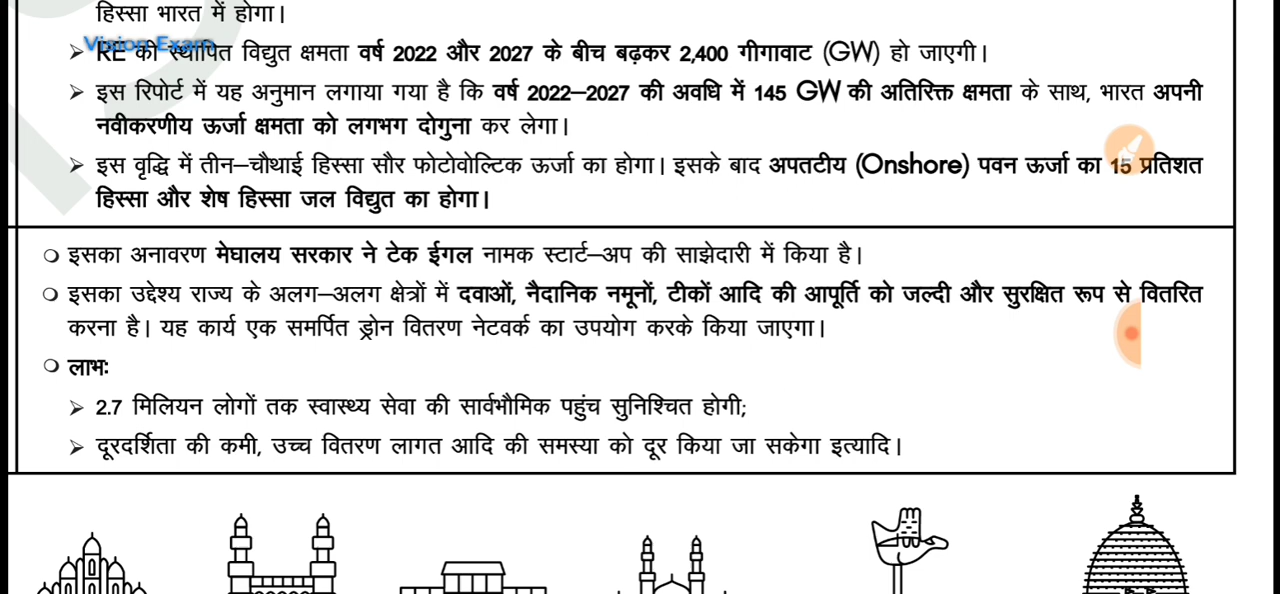 हिस्सा भारत में होगा।
Vision Exam
➢ RE की स्थापित विद्युत क्षमता वर्ष 2022 और 2027 के बीच बढ़कर 2,400 गीगावाट (GW) हो जाएगी।
➢ इस रिपोर्ट में यह अनुमान लगाया गया है कि वर्ष 2022–2027 की अवधि में 145 GW की अतिरिक्त क्षमता के साथ, भारत अपनी
नवीकरणीय ऊर्जा क्षमता को लगभग दोगुना कर लेगा।
➢ इस वृद्धि में तीन–चौथाई हिस्सा सौर फोटोवोल्टिक ऊर्जा का होगा। इसके बाद अपतटीय (Onshore) पवन ऊर्जा का 15 प्रतिशत
हिस्सा और शेष हिस्सा जल विद्युत का होगा।
○ इसका अनावरण मेघालय सरकार ने टेक ईगल नामक स्टार्ट–अप की साझेदारी में किया है।
○ इसका उद्देश्य राज्य के अलग–अलग क्षेत्रों में दवाओं, नैदानिक नमूनों, टीकों आदि की आपूर्ति को जल्दी और सुरक्षित रूप से वितरित
करना है। यह कार्य एक समर्पित ड्रोन वितरण नेटवर्क का उपयोग करके किया जाएगा।
○ लाभः
➢ 2.7 मिलियन लोगों तक स्वास्थ्य सेवा की सार्वभौमिक पहुंच सुनिश्चित होगी;
➢ दूरदर्शिता की कमी, उच्च वितरण लागत आदि की समस्या को दूर किया जा सकेगा इत्यादि।